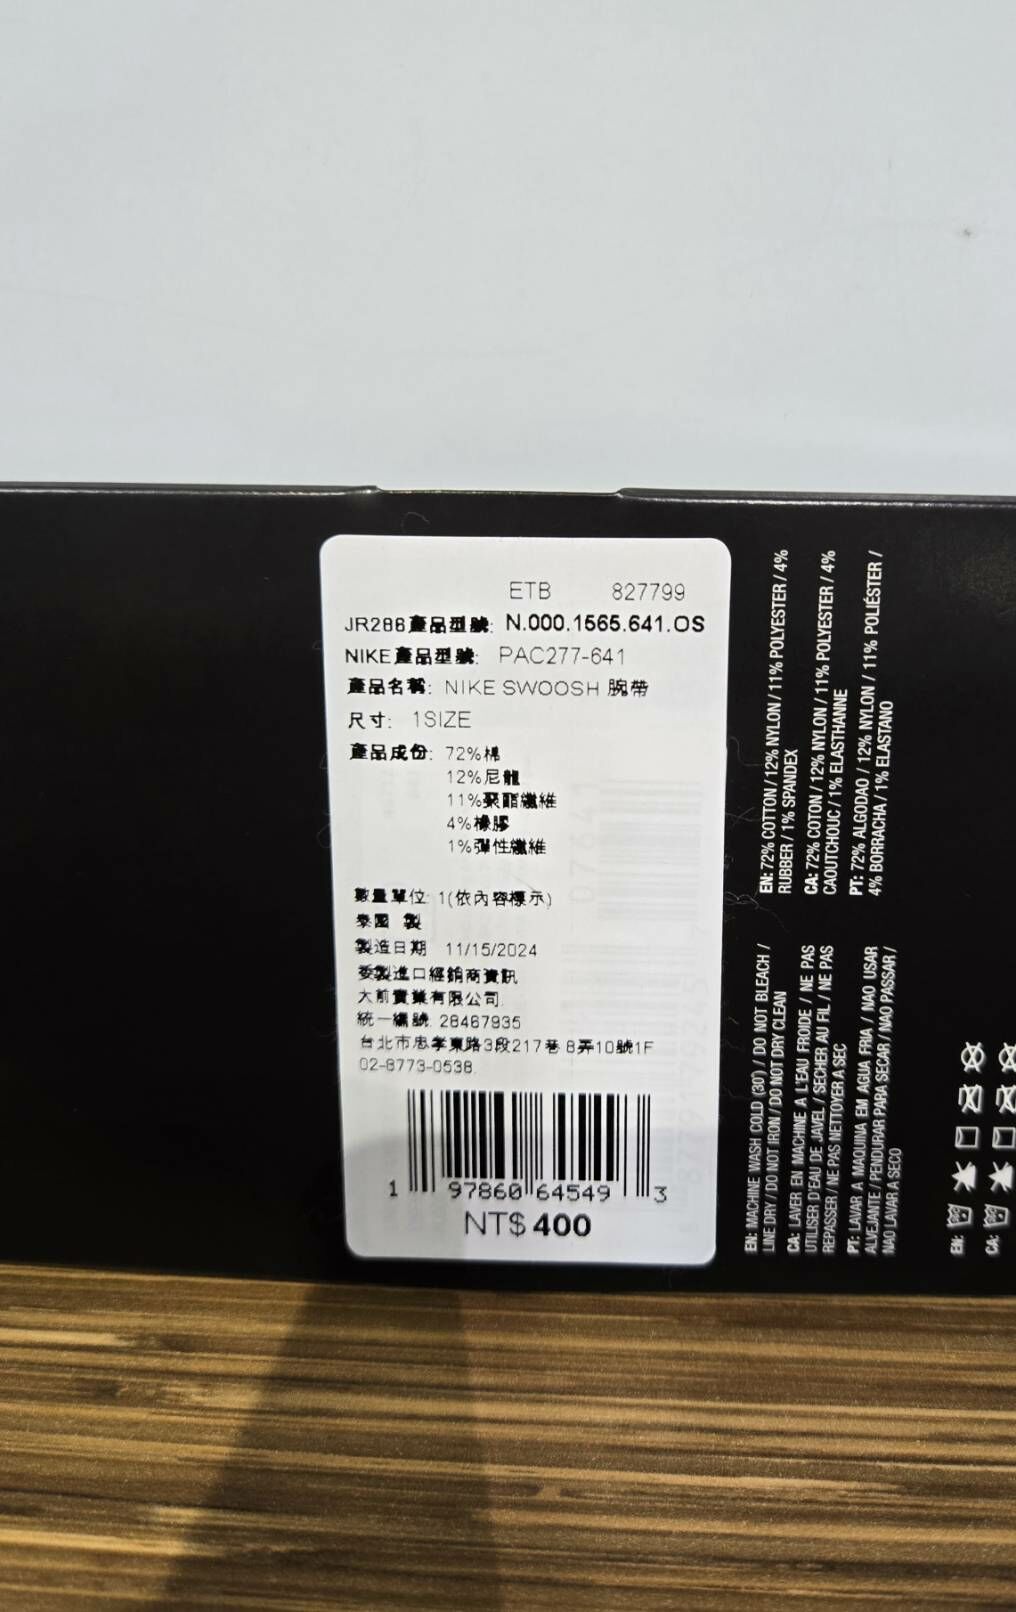 ETB 827799
JR286產品型號: N.000.1565.641.OS
NIKE產品型號: PAC277-641
產品名稱: NIKE SWOOSH 腕帶
尺寸: 1SIZE
產品成份: 72%棉
12%尼龍
11%聚酯纖維
4%橡膠
1%彈性纖維
數量單位: 1(依內容標示)
泰國 製
製造日期 11/15/2024
委製進口經銷商資訊
大前實業有限公司
統一編號 28467935
台北市忠孝東路3段217巷 8弄10號1F
02-8773-0538
1 97860 64549 3
NT$ 400
EN: 72% COTTON / 12% NYLON / 11% POLYESTER / 4%
RUBBER / 1% SPANDEX
CA: 72% COTON / 12% NYLON / 11% POLYESTER / 4%
CAOUTCHOUC / 1% ELASTHANNE
PT: 72% ALGODAO / 12% NYLON / 11% POLIÉSTER /
4% BORRACHA / 1% ELASTANO
EN: MACHINE WASH COLD (30°) / DO NOT BLEACH /
LINE DRY / DO NOT IRON / DO NOT DRY CLEAN
CA: LAVER EN MACHINE A L'EAU FROIDE / NE PAS
UTILISER D'EAU DE JAVEL / SECHER AU FIL / NE PAS
REPASSER / NE PAS NETTOYER A SEC
PT: LAVAR A MAQUINA EM AGUA FRIA / NAO USAR
ALVEJANTE / PENDURAR PARA SECAR / NAO PASSAR /
NAO LAVAR A SECO
EN:
CA: